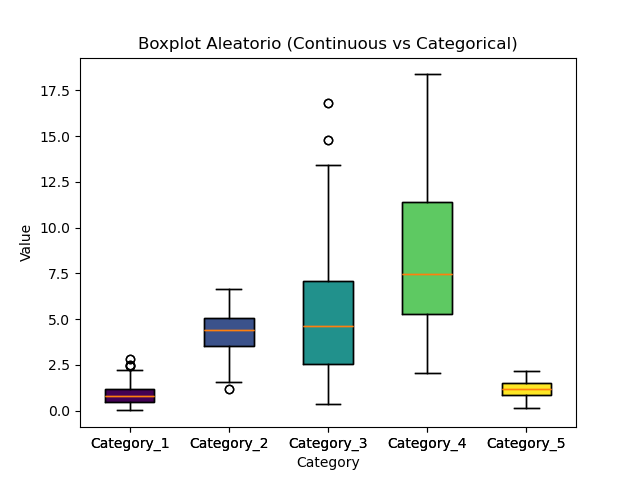 Boxplot Aleatorio (Continuous vs Categorical)
Value
17.5
15.0
12.5
10.0
7.5
5.0
2.5
0.0
Category_1 Category_2 Category_3 Category_4 Category_5
Category